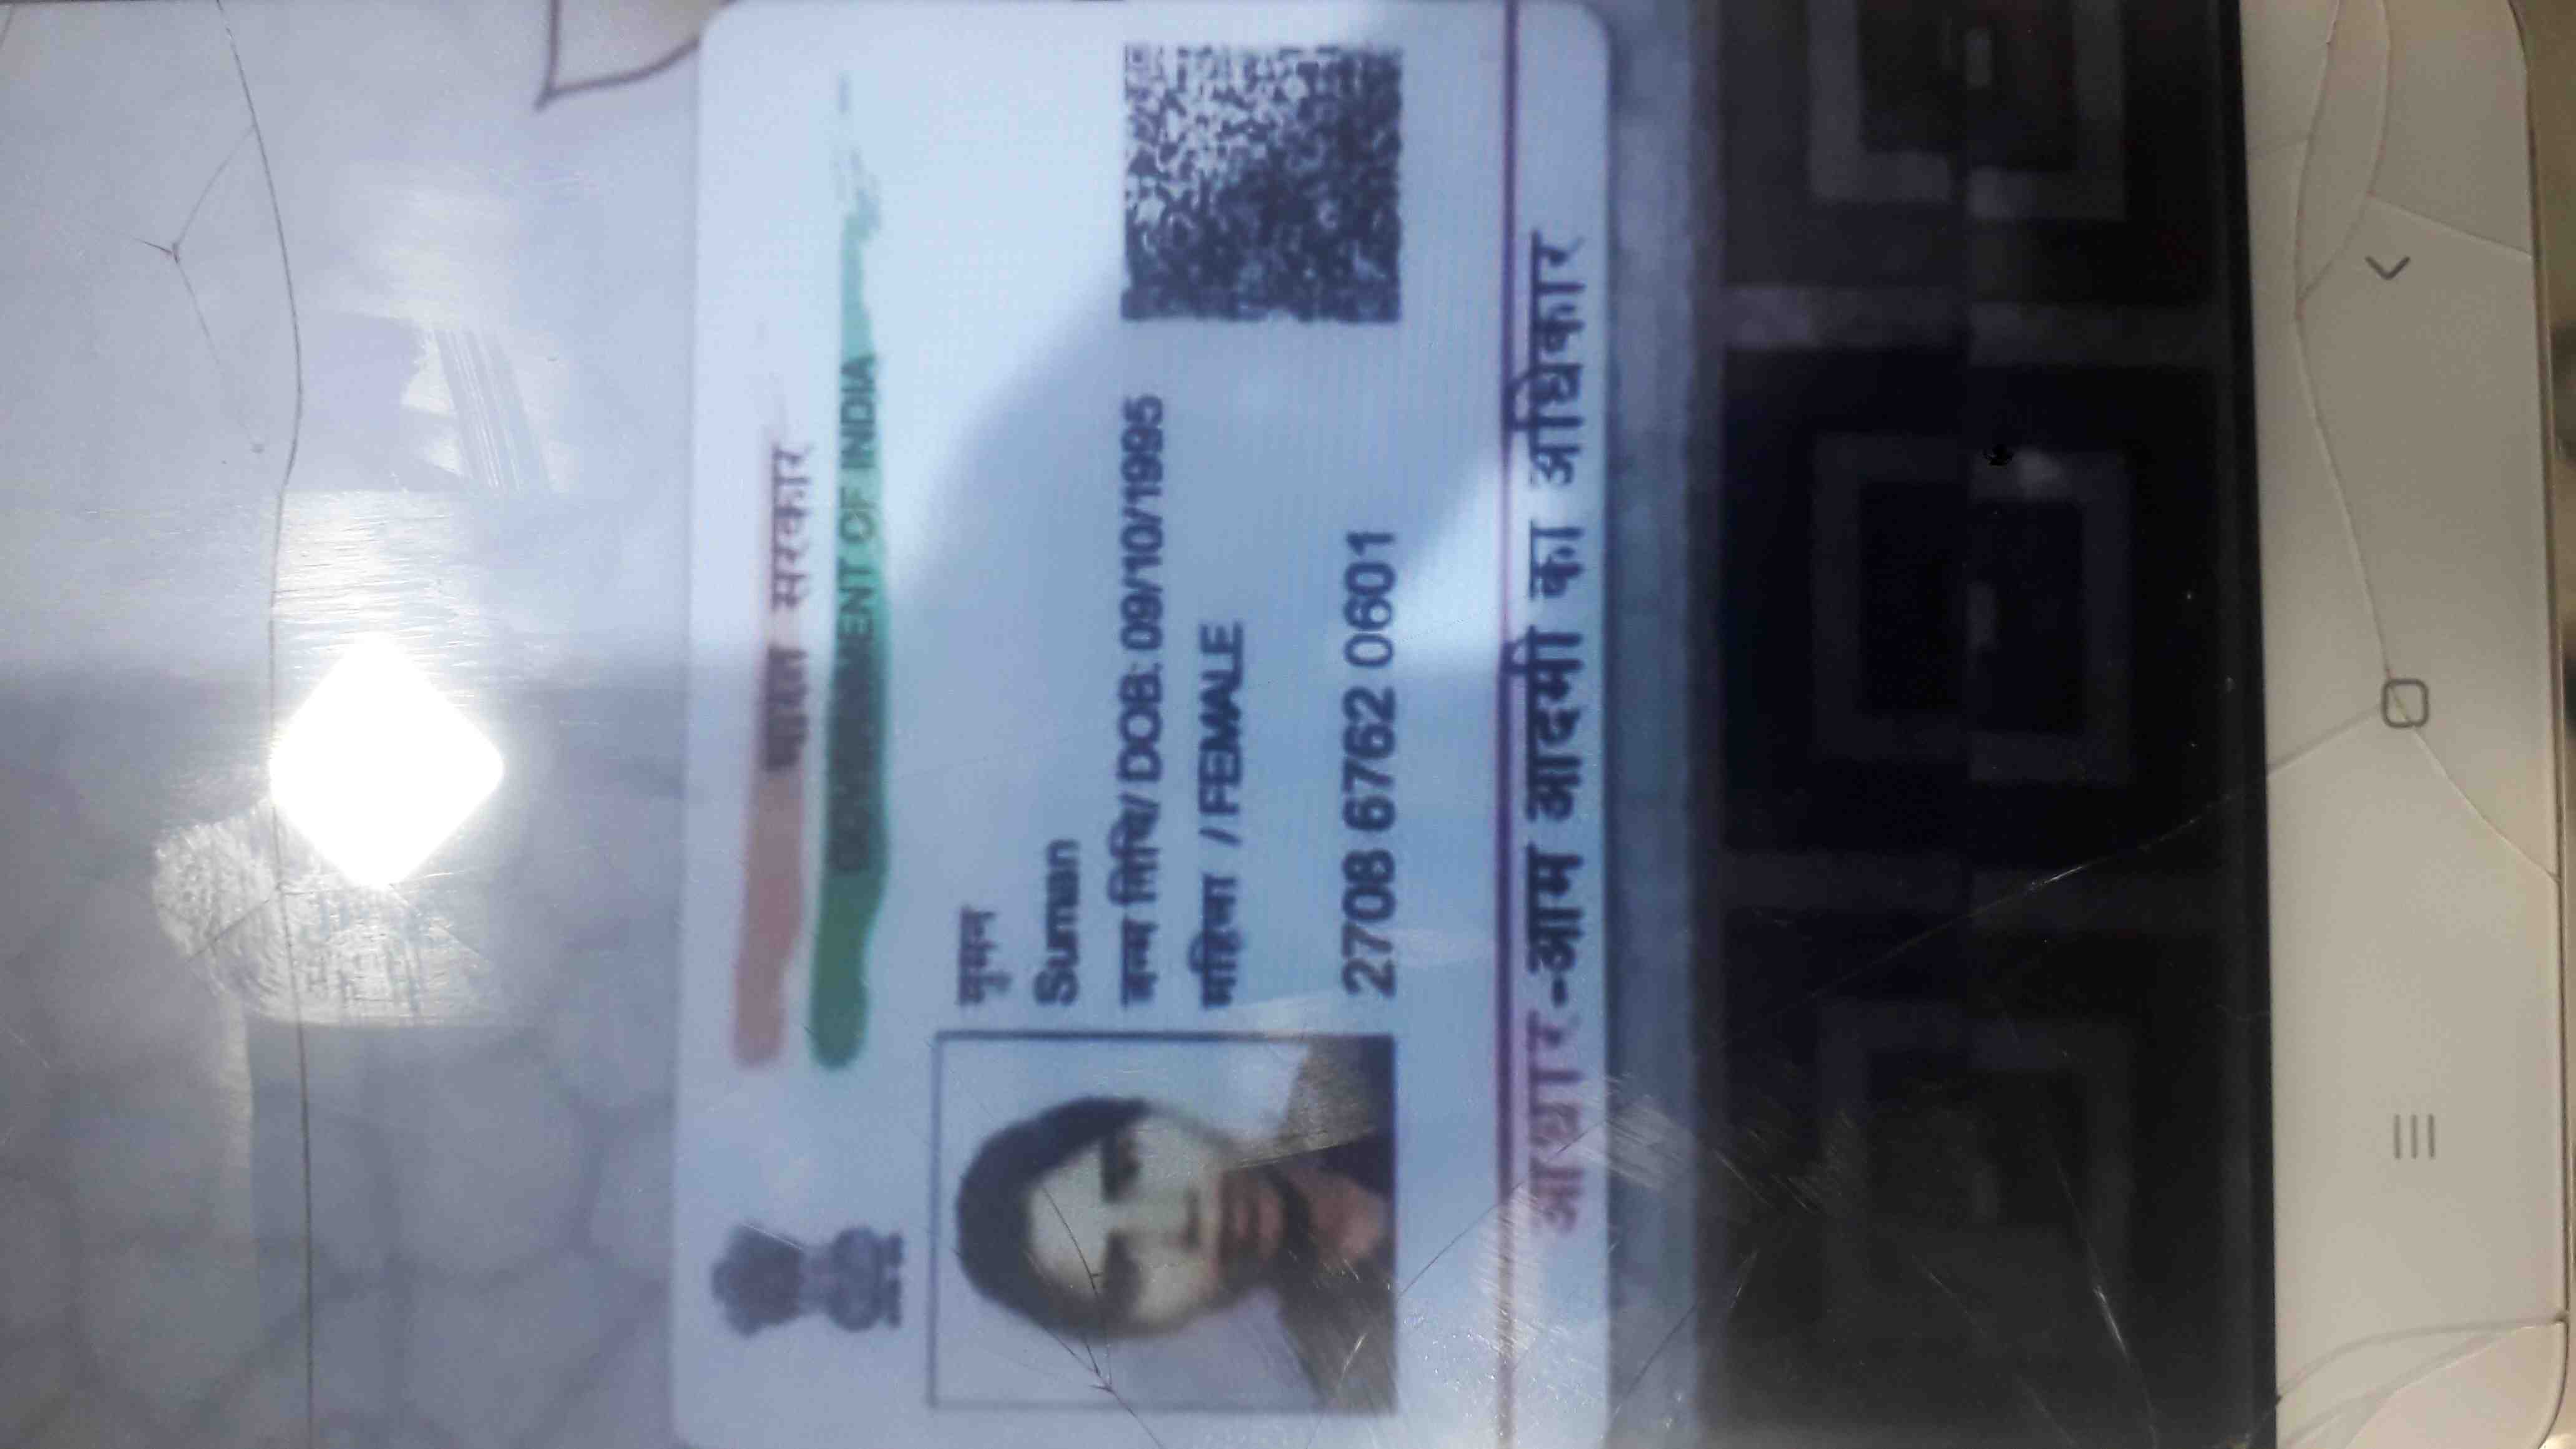 भारत सरकार
GOVERNMENT OF INDIA
सुमन
Suman
जन्म तिथि/ DOB: 09/10/1995
महिला / FEMALE
2708 6762 0601
आधार-आम आदमी का अधिकार